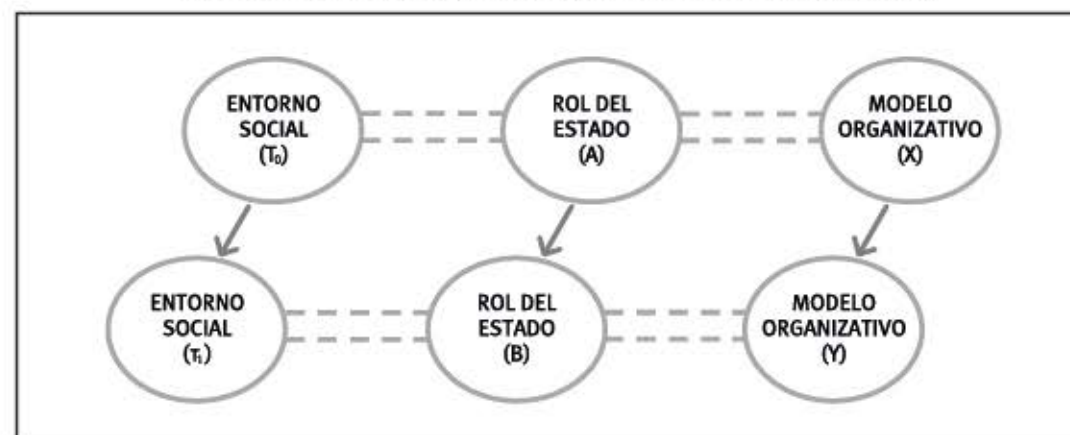 ENTORNO
SOCIAL
(T₀)
ROL DEL
ESTADO
(A)
MODELO
ORGANIZATIVO
(X)
ENTORNO
SOCIAL
(T₁)
ROL DEL
ESTADO
(B)
MODELO
ORGANIZATIVO
(Y)